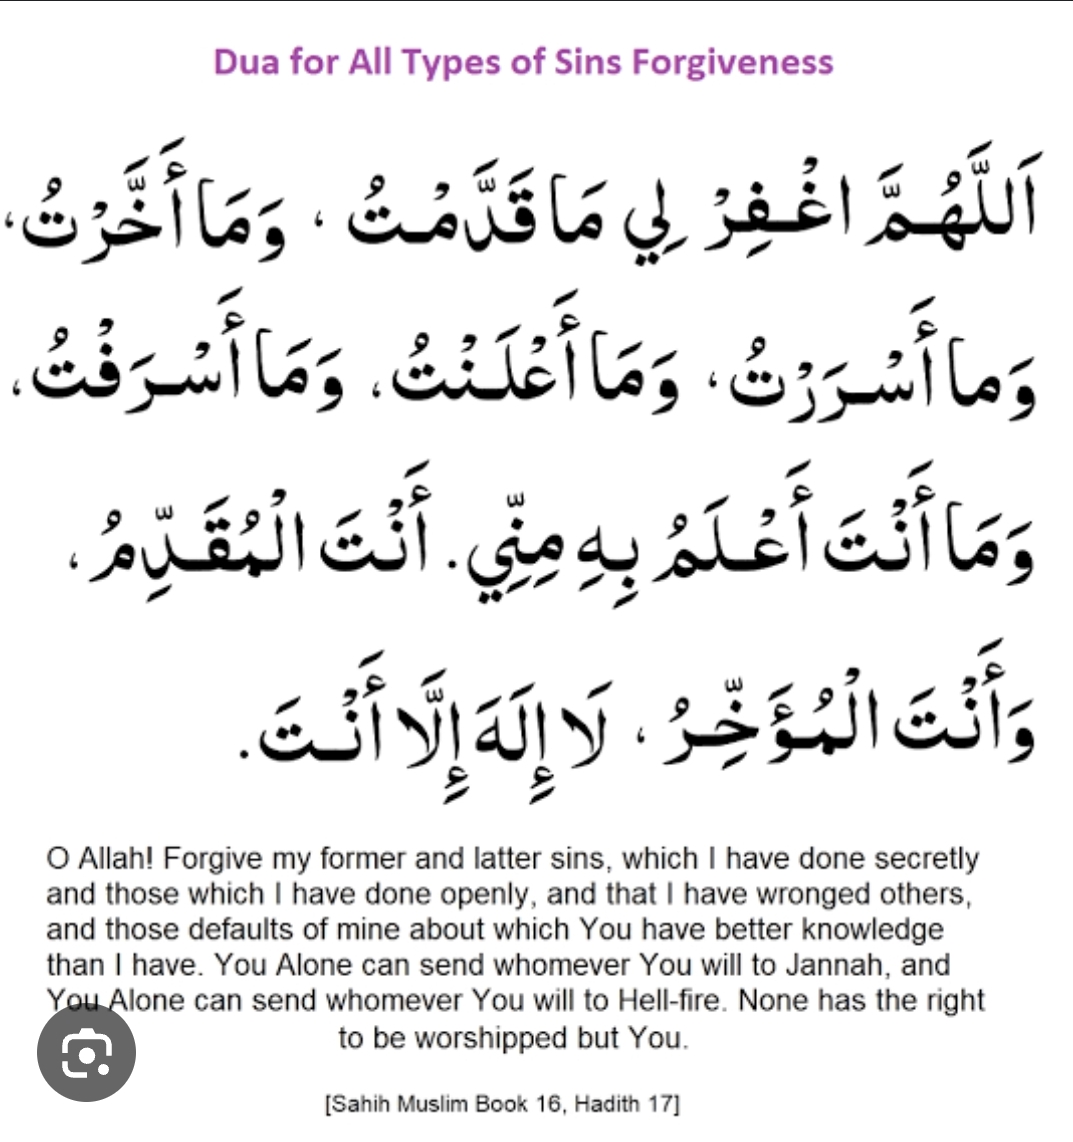 Dua for All Types of Sins Forgiveness
اَللَّهُمَّ اغْفِرْ لِي مَا قَدَّمْتُ ، وَمَا أَخَّرْتُ،
وَما أَسْرَرْتُ، وَمَا أَعْلَنْتُ، وَمَا أَسْرَفْتُ،
وَمَا أَنْتَ أَعْلَمُ بِهِ مِنِّي. أَنْتَ الْمُقَدِّمُ،
وَأَنْتَ الْمُؤَخِّرُ، لَا إِلَهَ إِلَّا أَنْتَ.
O Allah! Forgive my former and latter sins, which I have done secretly
and those which I have done openly, and that I have wronged others,
and those defaults of mine about which You have better knowledge
than I have. You Alone can send whomever You will to Jannah, and
You Alone can send whomever You will to Hell-fire. None has the right
to be worshipped but You.
[Sahih Muslim Book 16, Hadith 17]